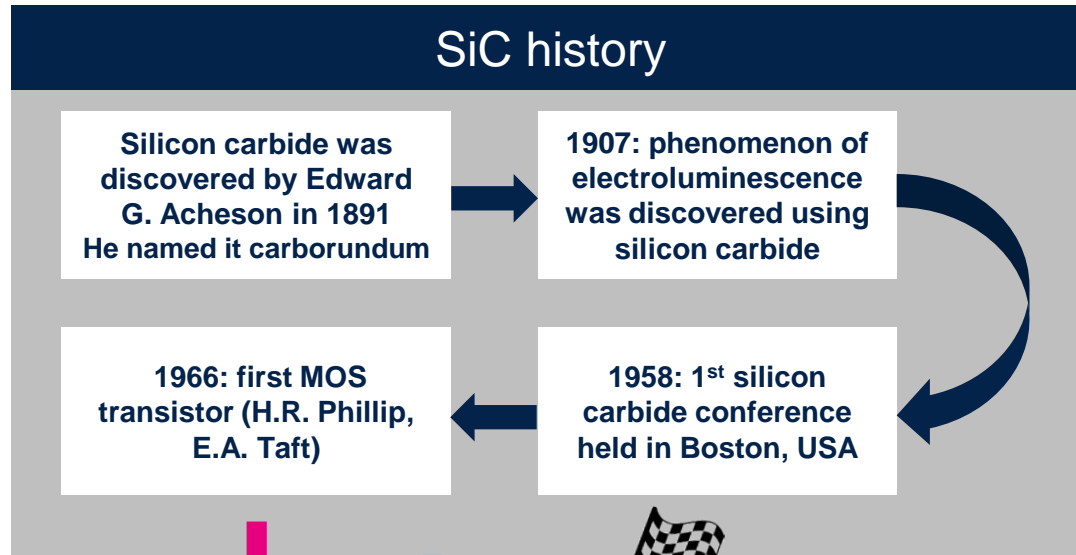 SiC history
Silicon carbide was
discovered by Edward
G. Acheson in 1891
He named it carborundum
1907: phenomenon of
electroluminescence
was discovered using
silicon carbide
1958: 1st silicon
carbide conference
held in Boston, USA
1966: first MOS
transistor (H.R. Phillip,
E.A. Taft)